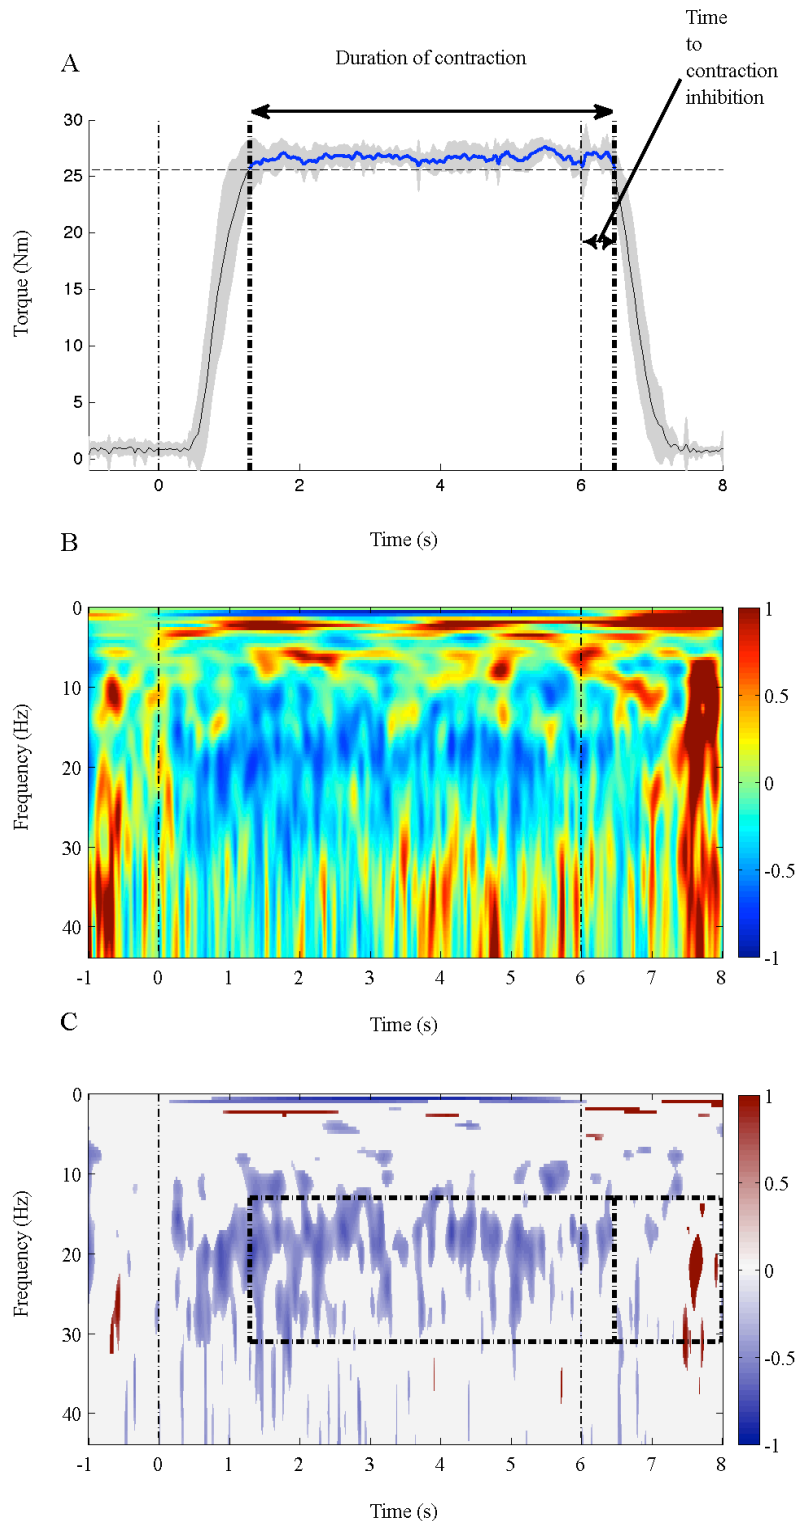 Time
to
contraction
inhibition
A
Duration of contraction
30
25
20
15
10
5
0
Torque (Nm)
0 2 4 6 8
Time (s)
B
0
10
20
30
40
Frequency (Hz)
-1 0 1 2 3 4 5 6 7 8
1
0.5
0
-0.5
-1
Time (s)
C
0
10
20
30
40
Frequency (Hz)
-1 0 1 2 3 4 5 6 7 8
1
0.5
0
-0.5
-1
Time (s)